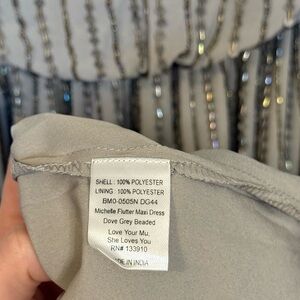 SHELL : 100% POLYESTER
LINING : 100% POLYESTER
BM0-0505N DG44
Michelle Flutter Maxi Dress
Dove Grey Beaded
Love Your Mu,
She Loves You
RN# 133910
MADE IN INDIA